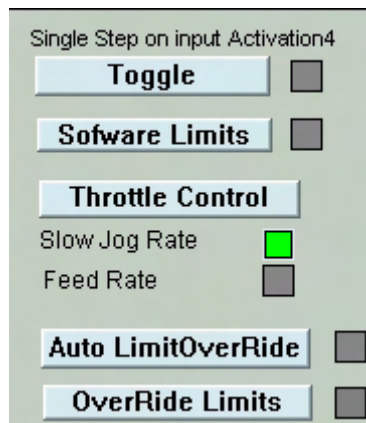 Single Step on input Activation4
Toggle
Sofware Limits
Throttle Control
Slow Jog Rate
Feed Rate
Auto LimitOverRide
OverRide Limits